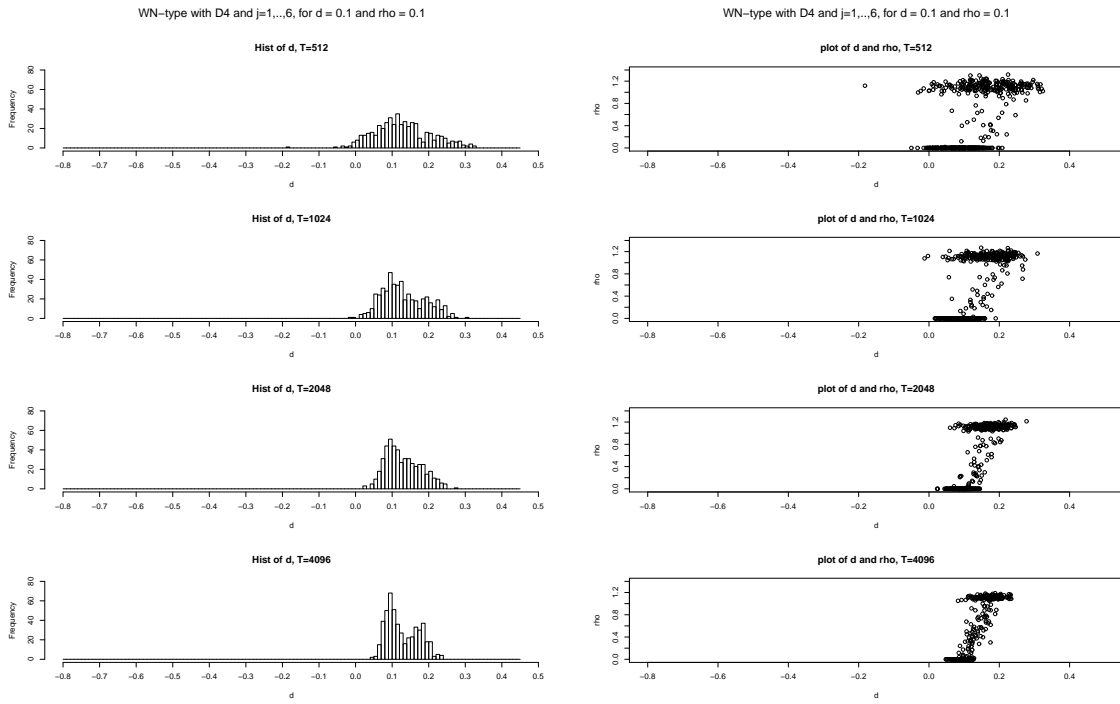 WN−type with D4 and j=1,..,6, for d = 0.1 and rho = 0.1
Hist of d, T=512
Frequency
0 20 40 60 80
−0.8 −0.7 −0.6 −0.5 −0.4 −0.3 −0.2 −0.1 0.0 0.1 0.2 0.3 0.4 0.5
d
Hist of d, T=1024
Frequency
0 20 40 60 80
−0.8 −0.7 −0.6 −0.5 −0.4 −0.3 −0.2 −0.1 0.0 0.1 0.2 0.3 0.4 0.5
d
Hist of d, T=2048
Frequency
0 20 40 60 80
−0.8 −0.7 −0.6 −0.5 −0.4 −0.3 −0.2 −0.1 0.0 0.1 0.2 0.3 0.4 0.5
d
Hist of d, T=4096
Frequency
0 20 40 60 80
−0.8 −0.7 −0.6 −0.5 −0.4 −0.3 −0.2 −0.1 0.0 0.1 0.2 0.3 0.4 0.5
d
WN−type with D4 and j=1,..,6, for d = 0.1 and rho = 0.1
plot of d and rho, T=512
rho
0.0 0.4 0.8 1.2
−0.8 −0.6 −0.4 −0.2 0.0 0.2 0.4
d
plot of d and rho, T=1024
rho
0.0 0.4 0.8 1.2
−0.8 −0.6 −0.4 −0.2 0.0 0.2 0.4
d
plot of d and rho, T=2048
rho
0.0 0.4 0.8 1.2
−0.8 −0.6 −0.4 −0.2 0.0 0.2 0.4
d
plot of d and rho, T=4096
rho
0.0 0.4 0.8 1.2
−0.8 −0.6 −0.4 −0.2 0.0 0.2 0.4
d